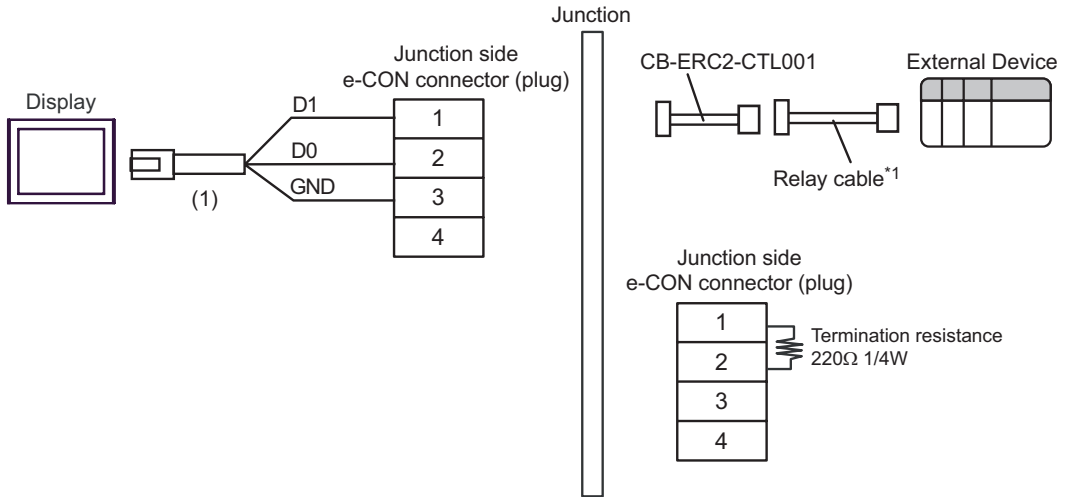 Junction
Junction side
e-CON connector (plug)
CB-ERC2-CTL001
External Device
Display
D1
1
D0
2
GND
3
4
(1)
Relay cable*1
Junction side
e-CON connector (plug)
1
2
3
4
Termination resistance
220Ω 1/4W